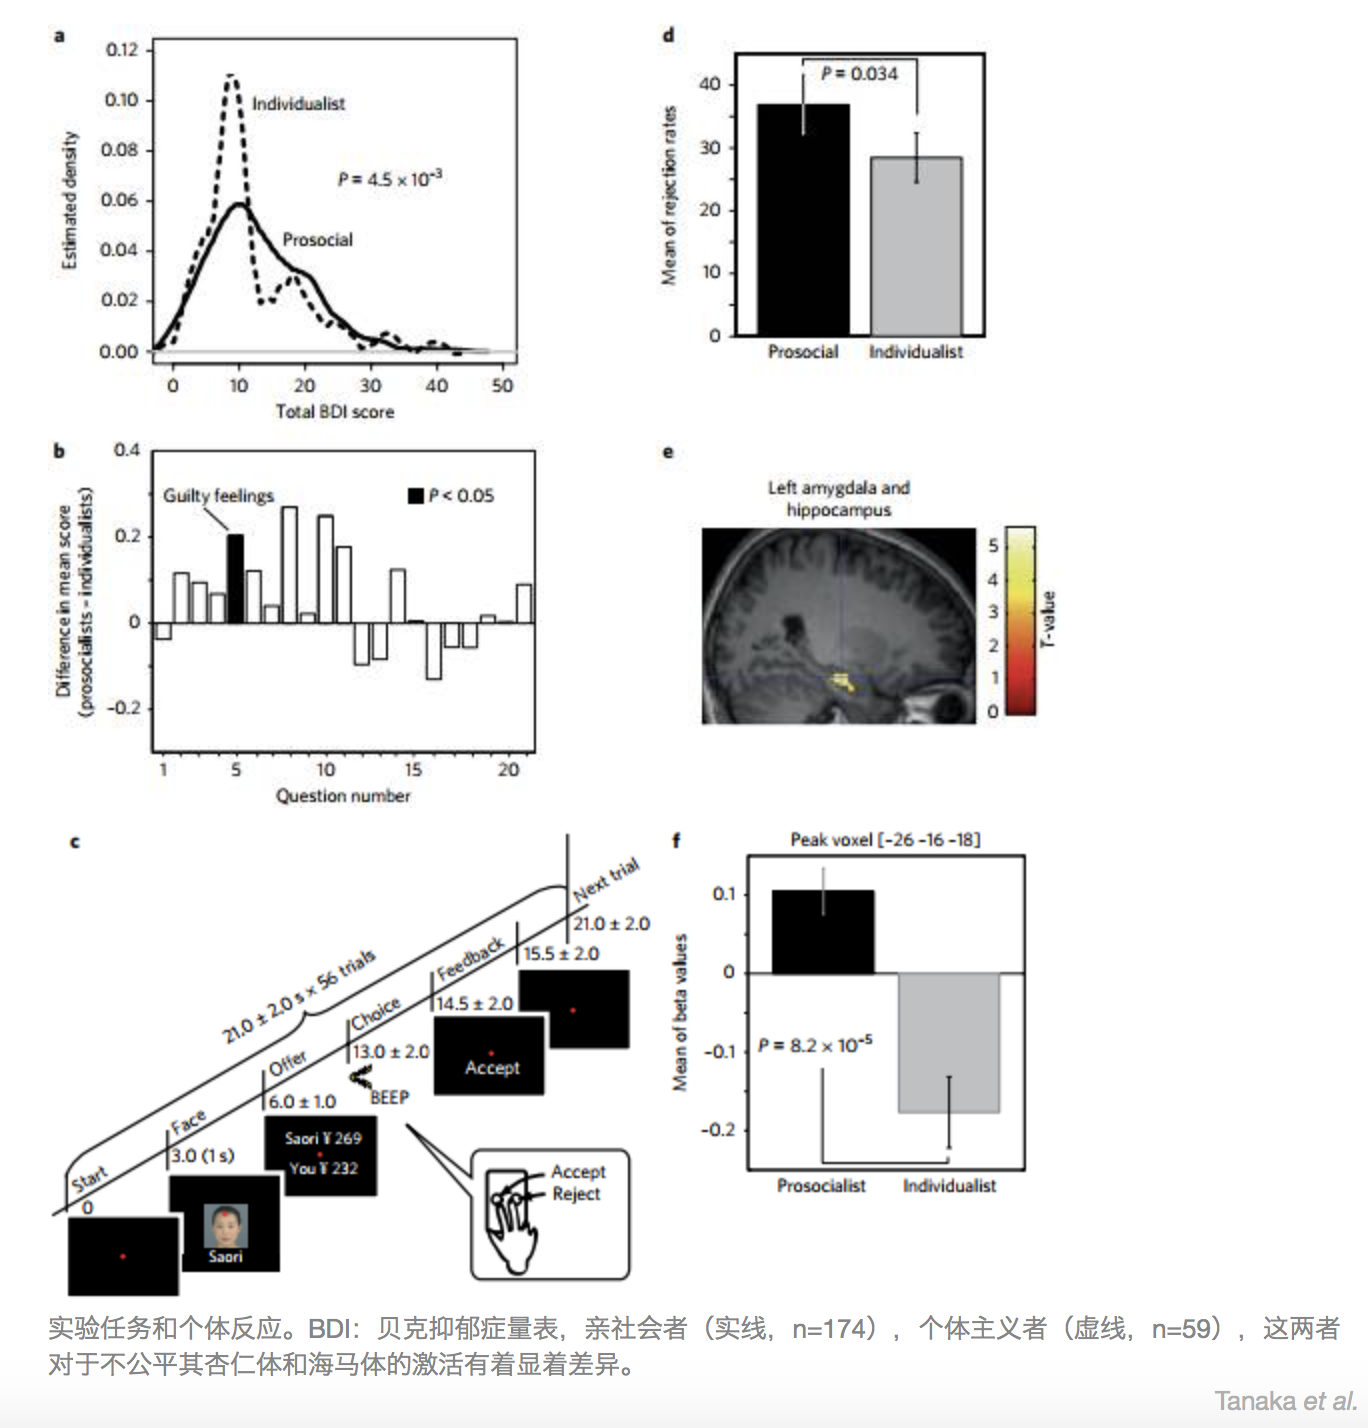 a
0.12
0.10
0.08
0.06
0.04
0.02
0.00
Estimated density
Individualist
P = 4.5 × 10⁻³
Prosocial
0 10 20 30 40 50
Total BDI score
d
40
30
20
10
0
Mean of rejection rates
P = 0.034
Prosocial Individualist
b
0.4
0.2
0
-0.2
Difference in mean score
(prosocialists - individualists)
Guilty feelings
P < 0.05
1 5 10 15 20
Question number
e
Left amygdala and
hippocampus
5
4
3
2
1
0
T-value
c
21.0 ± 2.0 s × 56 trials
Start
0
Face
3.0 (1 s)
Saori
Offer
6.0 ± 1.0
Saori ¥ 269
You ¥ 232
Choice
13.0 ± 2.0
BEEP
Accept
Reject
Feedback
14.5 ± 2.0
Accept
15.5 ± 2.0
Next trial
21.0 ± 2.0
f
Peak voxel [-26 -16 -18]
0.1
0
-0.1
-0.2
Mean of beta values
P = 8.2 × 10⁻⁵
Prosocialist Individualist
实验任务和个体反应。BDI：贝克抑郁症量表，亲社会者（实线，n=174），个体主义者（虚线，n=59），这两者
对于不公平其杏仁体和海马体的激活有着显着差异。
Tanaka et al.